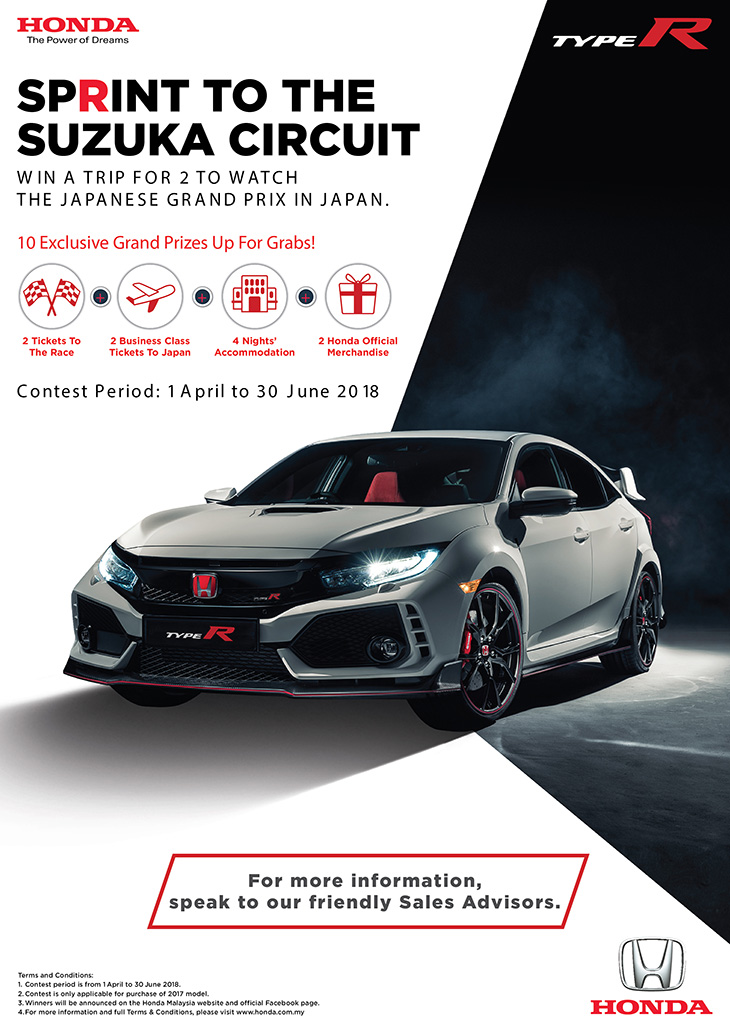 HONDA
The Power of Dreams
TYPE R
SPRINT TO THE
SUZUKA CIRCUIT
WIN A TRIP FOR 2 TO WATCH
THE JAPANESE GRAND PRIX IN JAPAN.
10 Exclusive Grand Prizes Up For Grabs!
2 Tickets To
The Race
+
2 Business Class
Tickets To Japan
+
4 Nights'
Accommodation
+
2 Honda Official
Merchandise
Contest Period: 1 April to 30 June 2018
TYPE R
TYPE R
For more information,
speak to our friendly Sales Advisors.
Terms and Conditions:
1. Contest period is from 1 April to 30 June 2018.
2. Contest is only applicable for purchase of 2017 model.
3. Winners will be announced on the Honda Malaysia website and official Facebook page.
4. For more information and full Terms & Conditions, please visit www.honda.com.my
HONDA